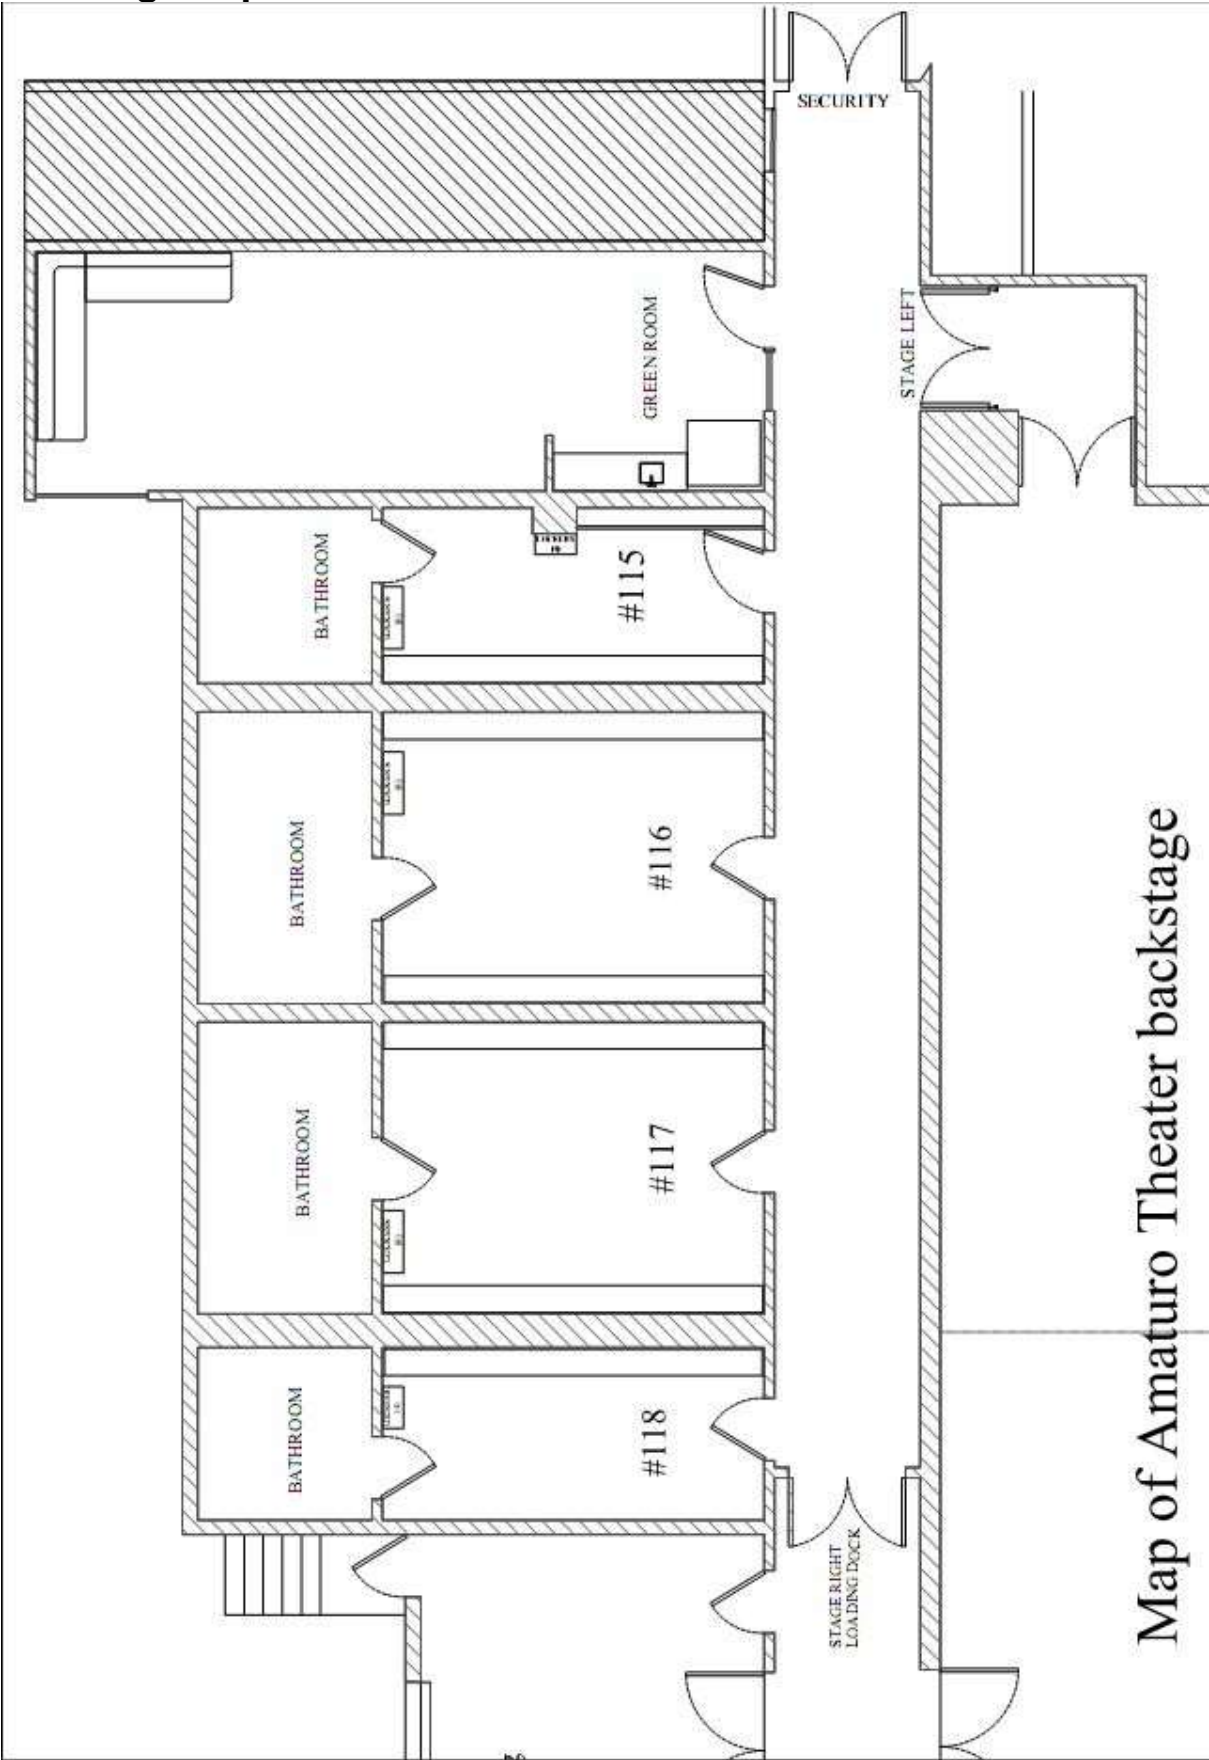 SECURITY
GREEN ROOM
STAGE LEFT
BATHROOM
#115
BATHROOM
#116
BATHROOM
#117
BATHROOM
#118
STAGE RIGHT
LOADING DOCK
Map of Amaturo Theater backstage